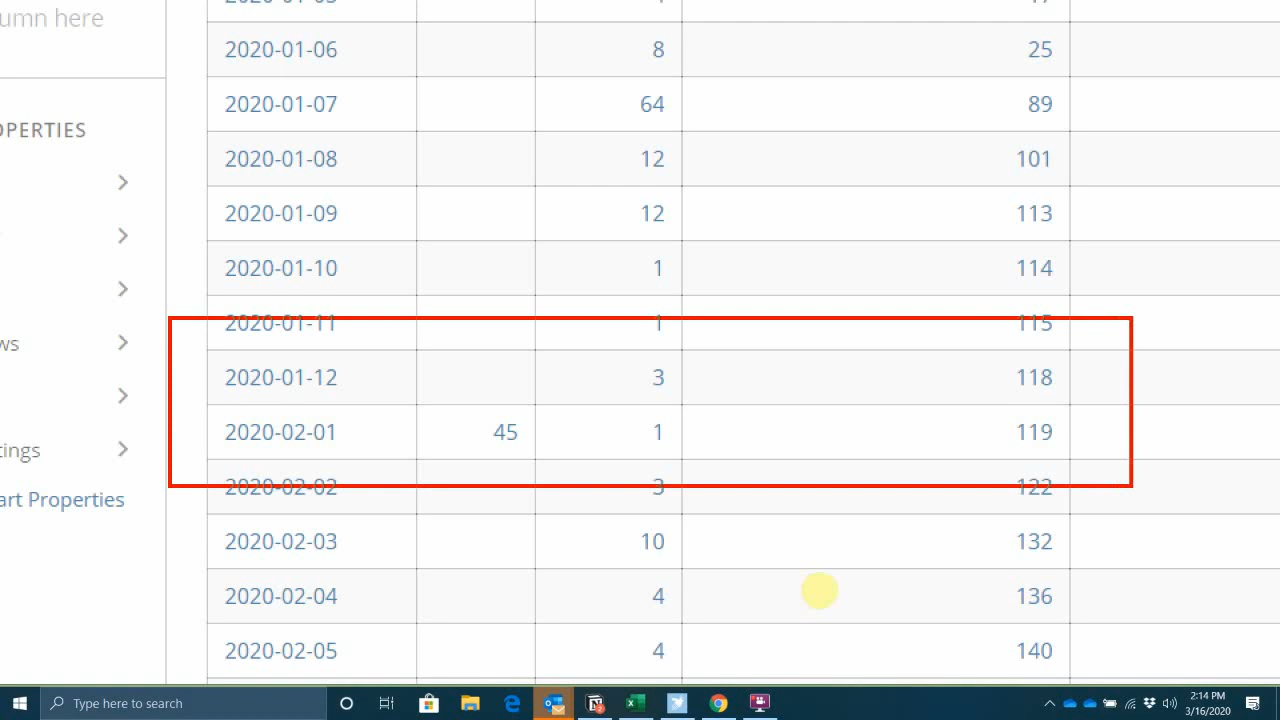 umn here
2020-01-06 8 25
2020-01-07 64 89
OPERTIES
2020-01-08 12 101
2020-01-09 12 113
2020-01-10 1 114
2020-01-11 1 115
ws
2020-01-12 3 118
2020-02-01 45 1 119
tings
2020-02-02 3 122
art Properties
2020-02-03 10 132
2020-02-04 4 136
2020-02-05 4 140
Type here to search
2:14 PM
3/16/2020